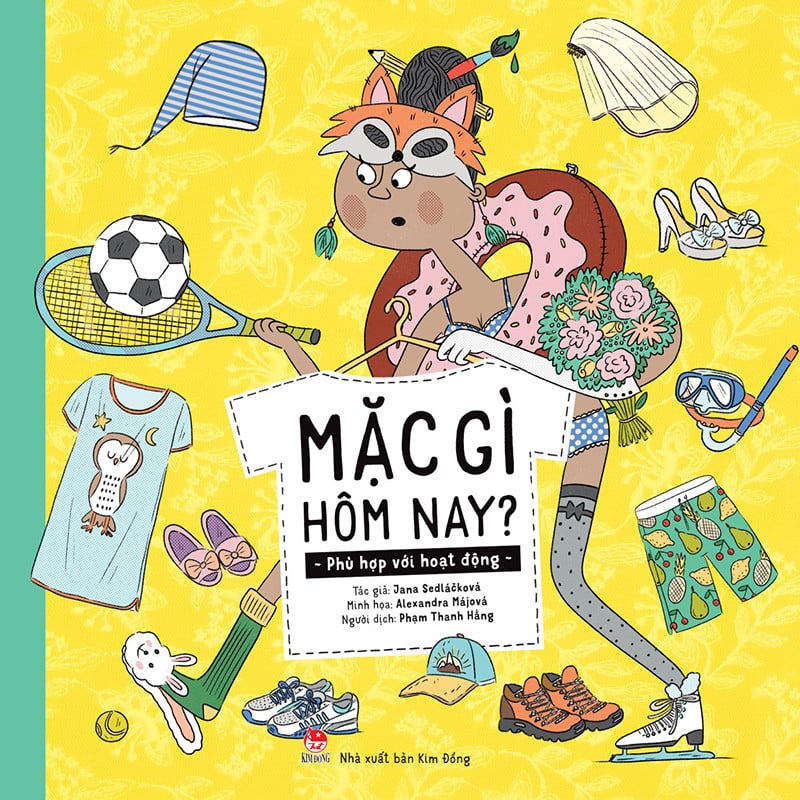 MẶC GÌ
HÔM NAY?
~ Phù hợp với hoạt động ~
Tác giả: Jana Sedláčková
Minh họa: Alexandra Májová
Người dịch: Phạm Thanh Hằng
KIM ĐỒNG
Nhà xuất bản Kim Đồng